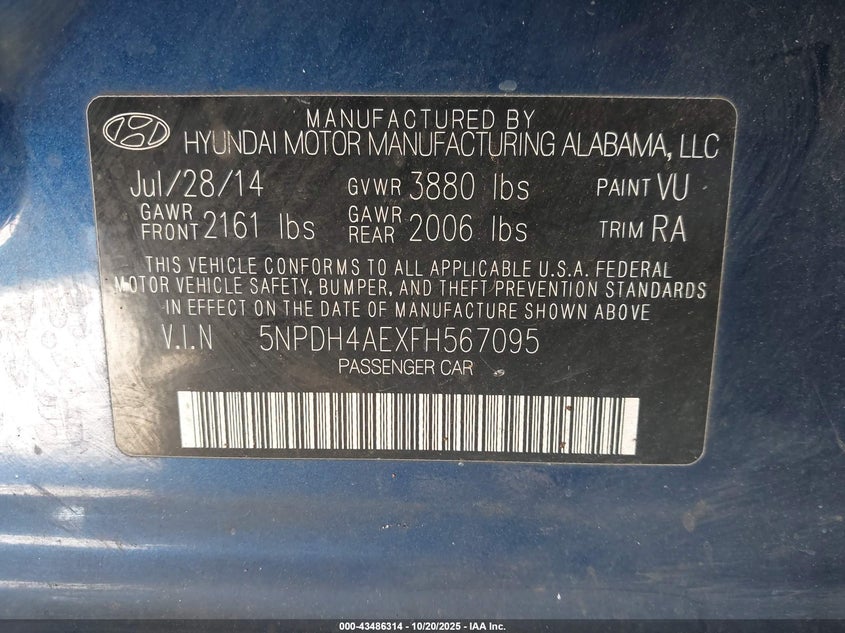 MANUFACTURED BY
HYUNDAI MOTOR MANUFACTURING ALABAMA, LLC
Jul/28/14 GVWR 3880 lbs PAINT VU
GAWR FRONT 2161 lbs GAWR REAR 2006 lbs TRIM RA
THIS VEHICLE CONFORMS TO ALL APPLICABLE U.S.A. FEDERAL
MOTOR VEHICLE SAFETY, BUMPER, AND THEFT PREVENTION STANDARDS
IN EFFECT ON THE DATE OF MANUFACTURE SHOWN ABOVE
V.I.N 5NPDH4AEXFH567095
PASSENGER CAR
000-43486314 - 10/20/2025 - IAA Inc.